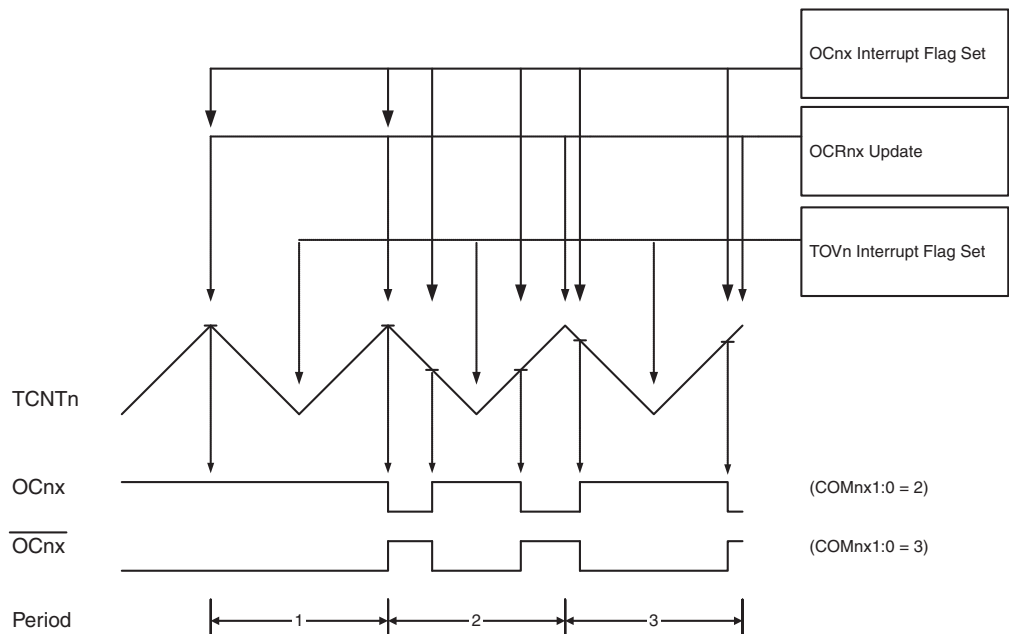 OCnx Interrupt Flag Set
OCRnx Update
TOVn Interrupt Flag Set
TCNTn
OCnx
(COMnx1:0 = 2)
OCnx
(COMnx1:0 = 3)
Period
1
2
3